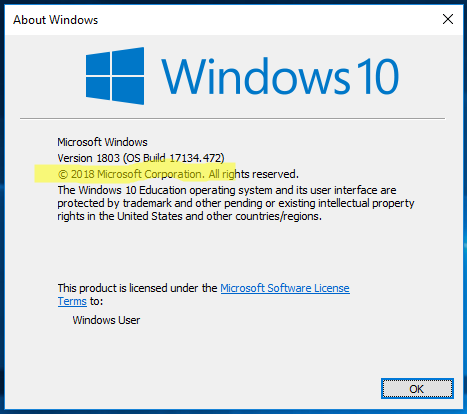 About Windows
Windows 10
Microsoft Windows
Version 1803 (OS Build 17134.472)
© 2018 Microsoft Corporation. All rights reserved.
The Windows 10 Education operating system and its user interface are
protected by trademark and other pending or existing intellectual property
rights in the United States and other countries/regions.
This product is licensed under the Microsoft Software License
Terms to:
Windows User
OK